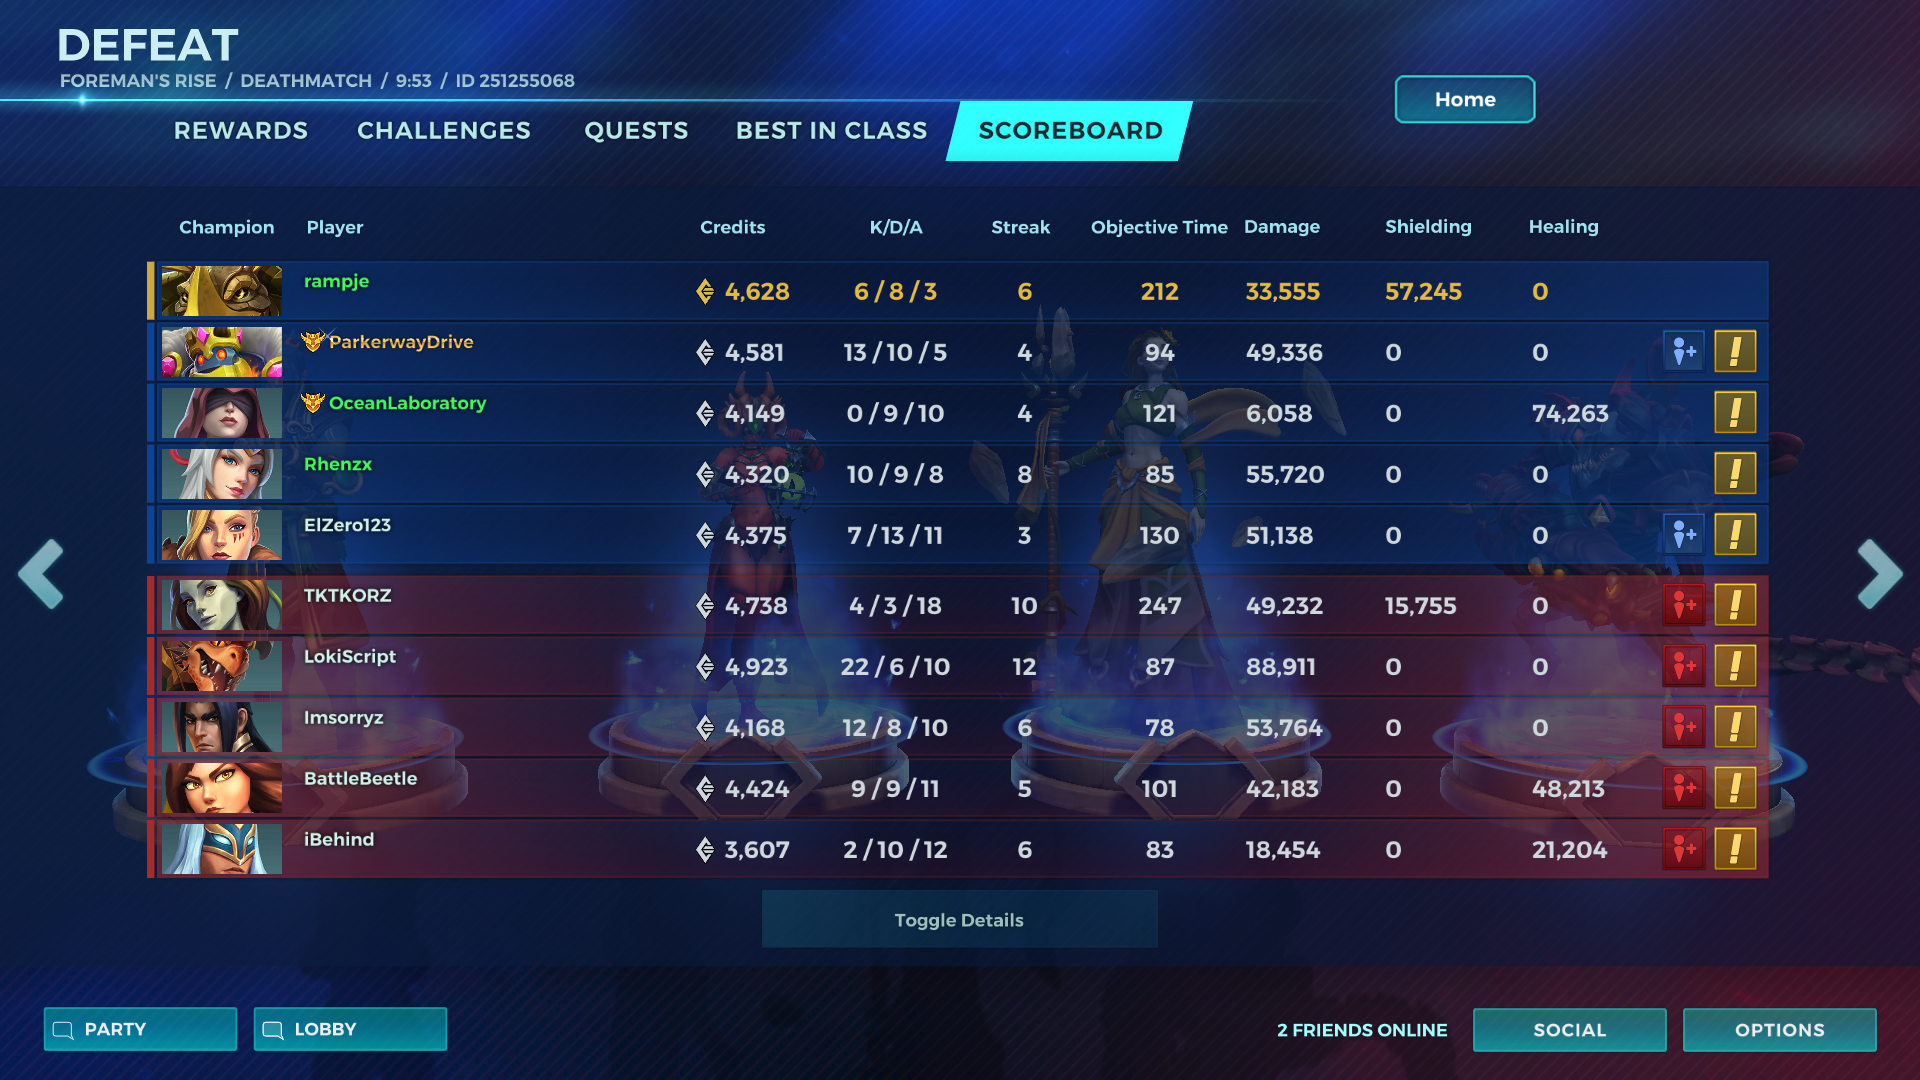 DEFEAT
FOREMAN'S RISE / DEATHMATCH / 9:53 / ID 251255068
Home
REWARDS CHALLENGES QUESTS BEST IN CLASS SCOREBOARD
Champion Player Credits K/D/A Streak Objective Time Damage Shielding Healing
rampje 4,628 6 / 8 / 3 6 212 33,555 57,245 0
ParkerwayDrive 4,581 13 / 10 / 5 4 94 49,336 0 0
OceanLaboratory 4,149 0 / 9 / 10 4 121 6,058 0 74,263
Rhenzx 4,320 10 / 9 / 8 8 85 55,720 0 0
ElZero123 4,375 7 / 13 / 11 3 130 51,138 0 0
TKTKORZ 4,738 4 / 3 / 18 10 247 49,232 15,755 0
LokiScript 4,923 22 / 6 / 10 12 87 88,911 0 0
Imsorryz 4,168 12 / 8 / 10 6 78 53,764 0 0
BattleBeetle 4,424 9 / 9 / 11 5 101 42,183 0 48,213
iBehind 3,607 2 / 10 / 12 6 83 18,454 0 21,204
Toggle Details
PARTY LOBBY 2 FRIENDS ONLINE SOCIAL OPTIONS